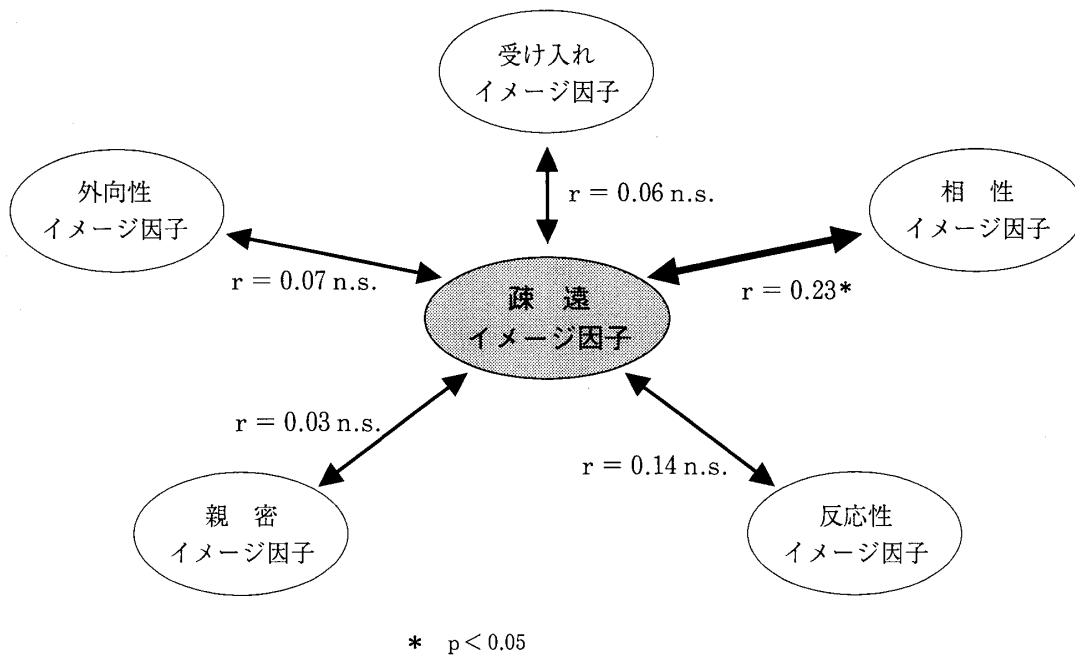 受け入れ
イメージ因子
外向性
イメージ因子
相 性
イメージ因子
r = 0.06 n.s.
r = 0.07 n.s.
r = 0.23*
疎 遠
イメージ因子
r = 0.03 n.s.
r = 0.14 n.s.
親 密
イメージ因子
反応性
イメージ因子
* p < 0.05